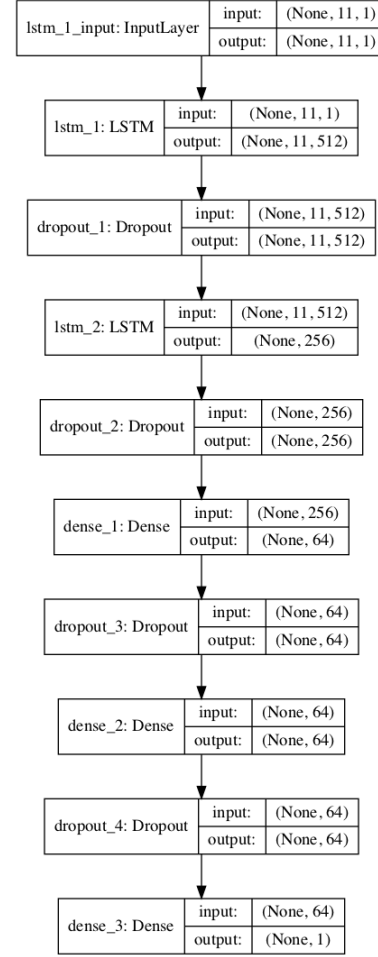 lstm_1_input: InputLayer
input: (None, 11, 1)
output: (None, 11, 1)
lstm_1: LSTM
input: (None, 11, 1)
output: (None, 11, 512)
dropout_1: Dropout
input: (None, 11, 512)
output: (None, 11, 512)
lstm_2: LSTM
input: (None, 11, 512)
output: (None, 256)
dropout_2: Dropout
input: (None, 256)
output: (None, 256)
dense_1: Dense
input: (None, 256)
output: (None, 64)
dropout_3: Dropout
input: (None, 64)
output: (None, 64)
dense_2: Dense
input: (None, 64)
output: (None, 64)
dropout_4: Dropout
input: (None, 64)
output: (None, 64)
dense_3: Dense
input: (None, 64)
output: (None, 1)